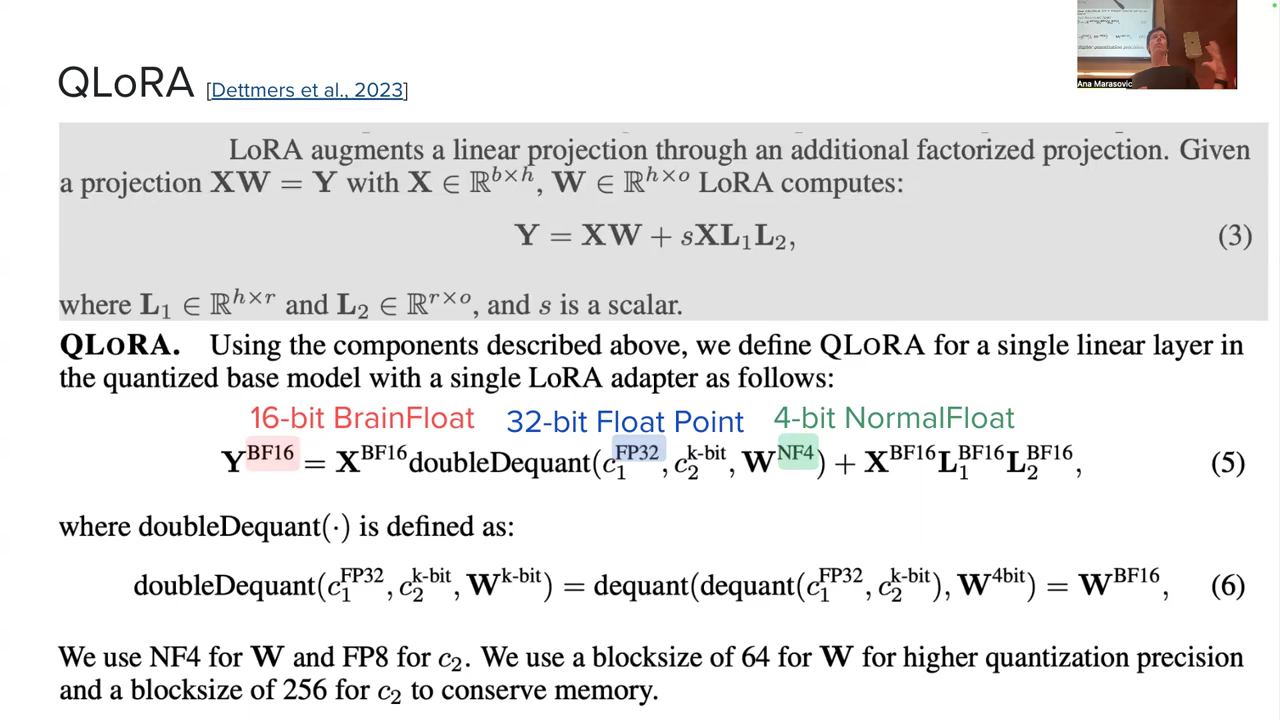 QLoRA [Dettmers et al., 2023]
LoRA augments a linear projection through an additional factorized projection. Given
a projection XW = Y with X ∈ ℝ^{b×h}, W ∈ ℝ^{h×o} LoRA computes:
Y = XW + sXL₁L₂, (3)
where L₁ ∈ ℝ^{h×r} and L₂ ∈ ℝ^{r×o}, and s is a scalar.
QLORA. Using the components described above, we define QLORA for a single linear layer in
the quantized base model with a single LoRA adapter as follows:
16-bit BrainFloat 32-bit Float Point 4-bit NormalFloat
Y^{BF16} = X^{BF16} doubleDequant(c₁^{FP32}, c₂^{k-bit}, W^{NF4}) + X^{BF16}L₁^{BF16}L₂^{BF16}, (5)
where doubleDequant(·) is defined as:
doubleDequant(c₁^{FP32}, c₂^{k-bit}, W^{k-bit}) = dequant(dequant(c₁^{FP32}, c₂^{k-bit}), W^{4bit}) = W^{BF16}, (6)
We use NF4 for W and FP8 for c₂. We use a blocksize of 64 for W for higher quantization precision
and a blocksize of 256 for c₂ to conserve memory.
Ana Marasovic